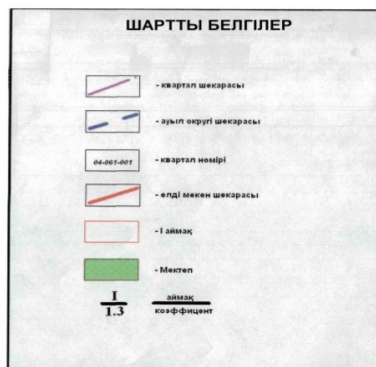 ШАРТТЫ БЕЛГІЛЕР
- квартал шекарасы
- ауыл округі шекарасы
04-061-001 - квартал нөмірі
- елді мекен шекарасы
- І аймақ
- Мектеп
I аймақ
1.3 коэффицент